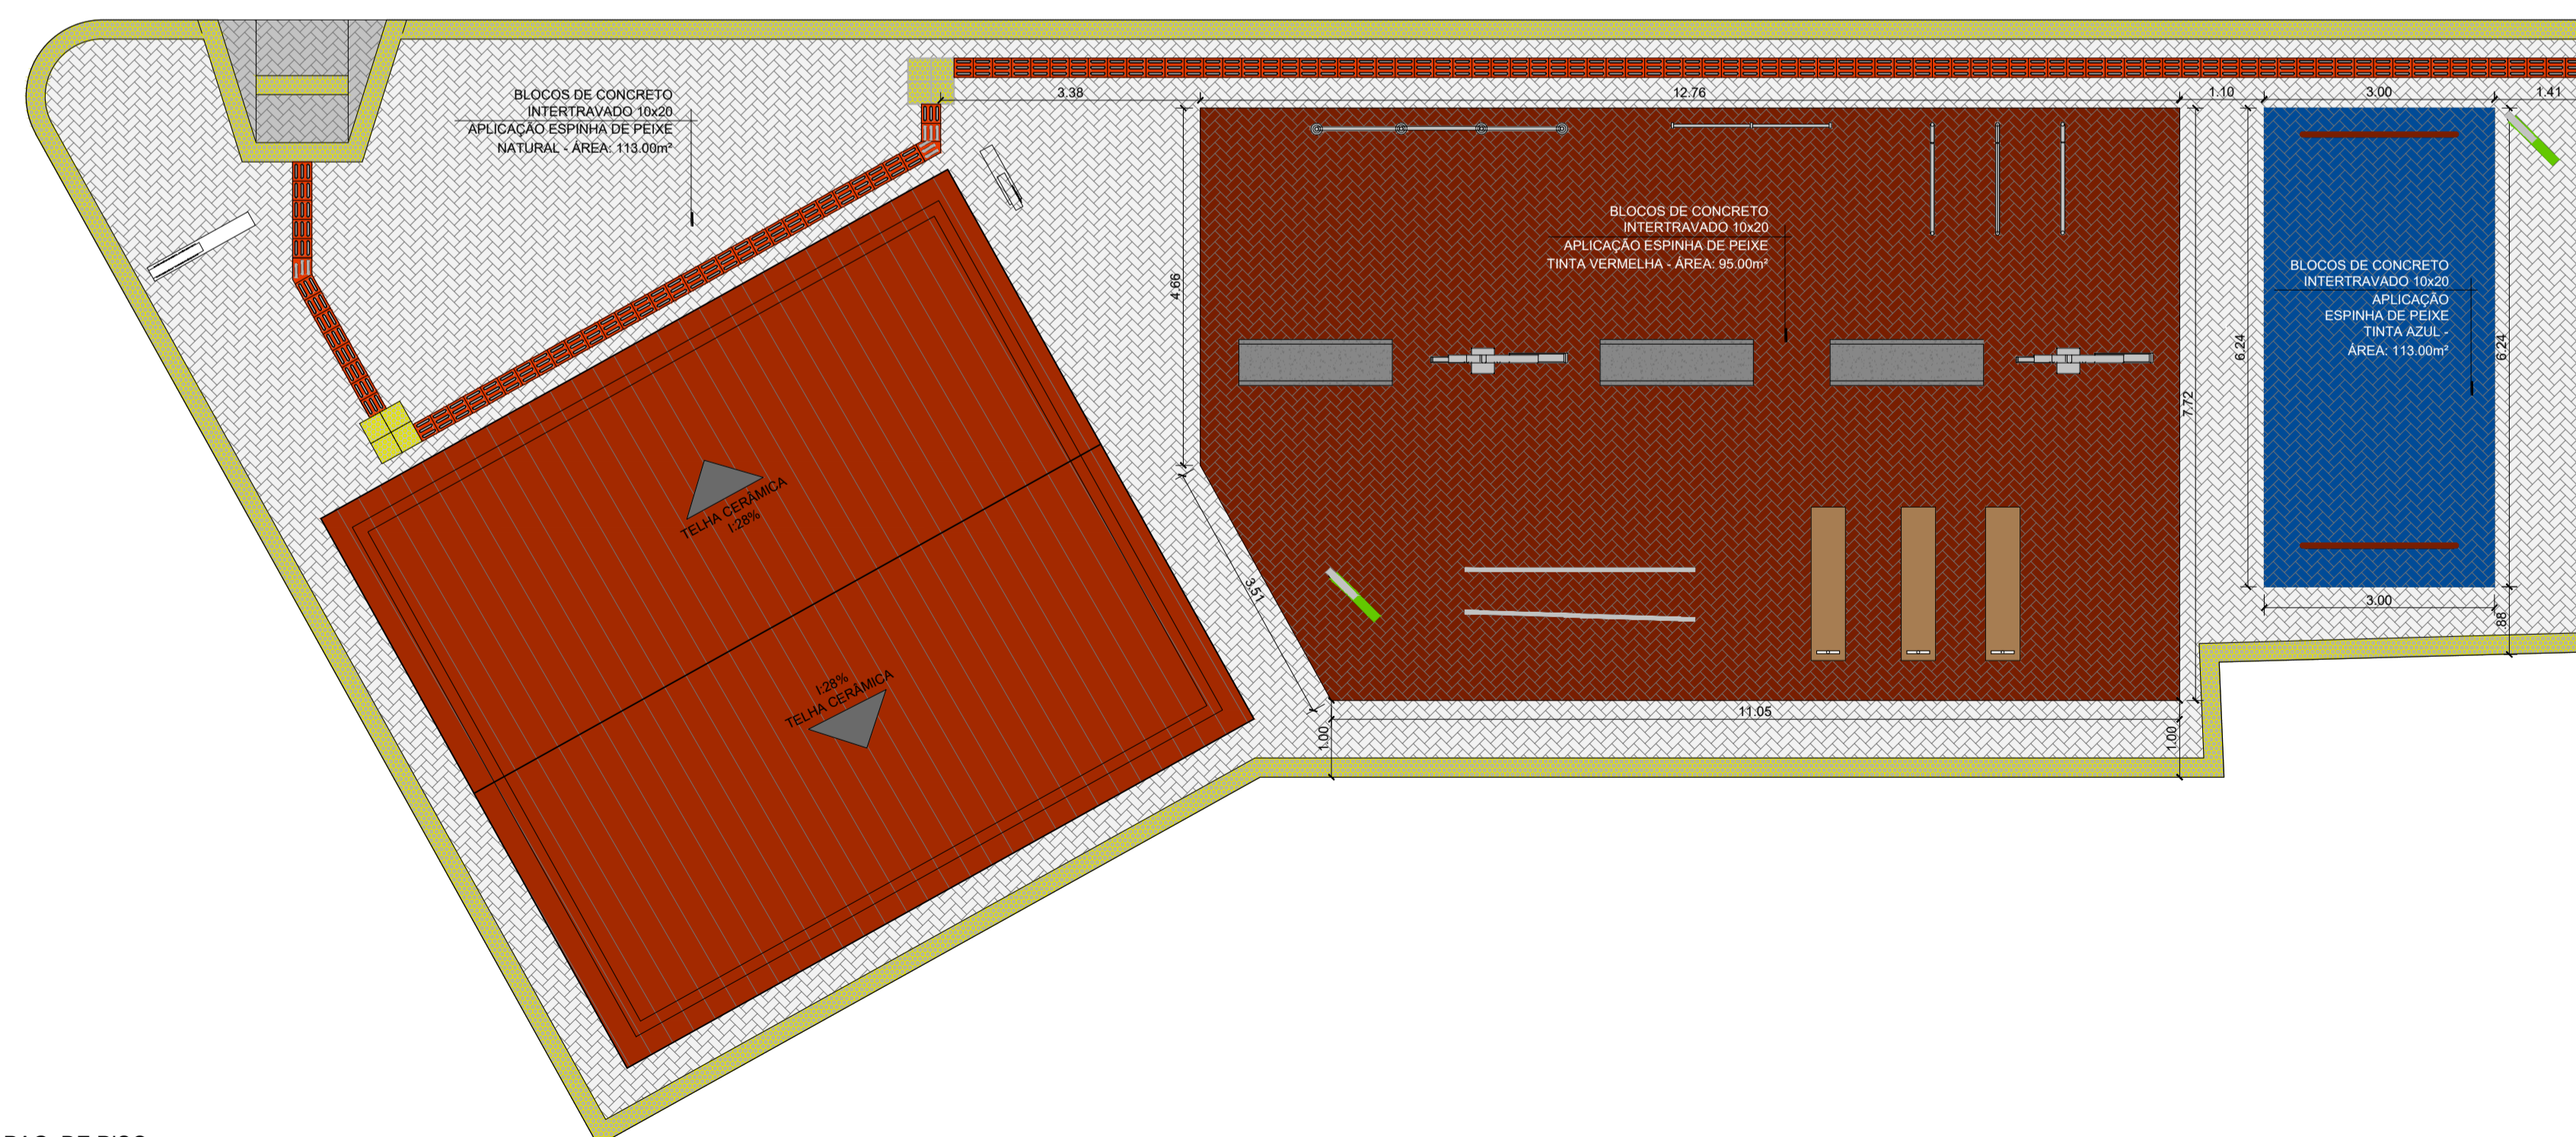 BLOCOS DE CONCRETO
INTERTRAVADO 10x20
APLICAÇÃO ESPINHA DE PEIXE
NATURAL - ÁREA: 113.00m²
3.38
12.76
1.10
3.00
1.41
BLOCOS DE CONCRETO
INTERTRAVADO 10x20
APLICAÇÃO ESPINHA DE PEIXE
TINTA VERMELHA - ÁREA: 95.00m²
BLOCOS DE CONCRETO
INTERTRAVADO 10x20
APLICAÇÃO
ESPINHA DE PEIXE
TINTA AZUL -
ÁREA: 113.00m²
4.66
6.24
6.24
7.72
TELHA CERÂMICA
I:28%
3.51
3.00
.88
I:28%
TELHA CERÂMICA
11.05
1.00
1.00